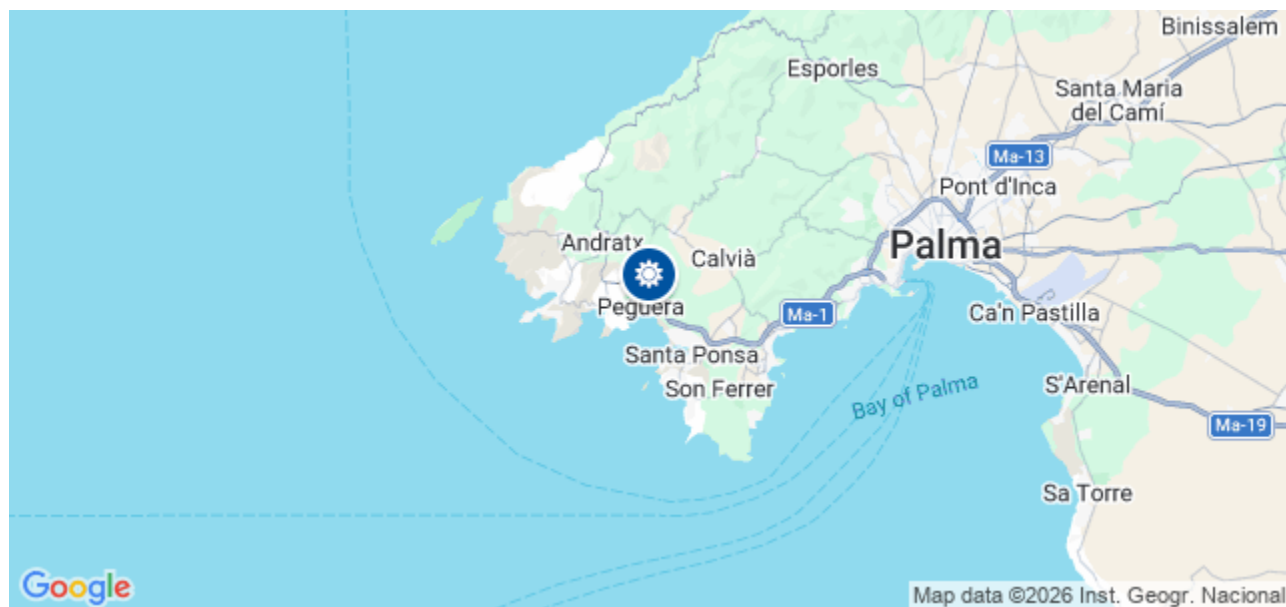 Binissalem
Esporles
Santa Maria
del Camí
Ma-13
Pont d'Inca
Andratx
Calvià
Palma
Peguera
Ma-1
Ca'n Pastilla
Santa Ponsa
Son Ferrer
S'Arenal
Bay of Palma
Ma-19
Sa Torre
Google
Map data ©2026 Inst. Geogr. Nacional